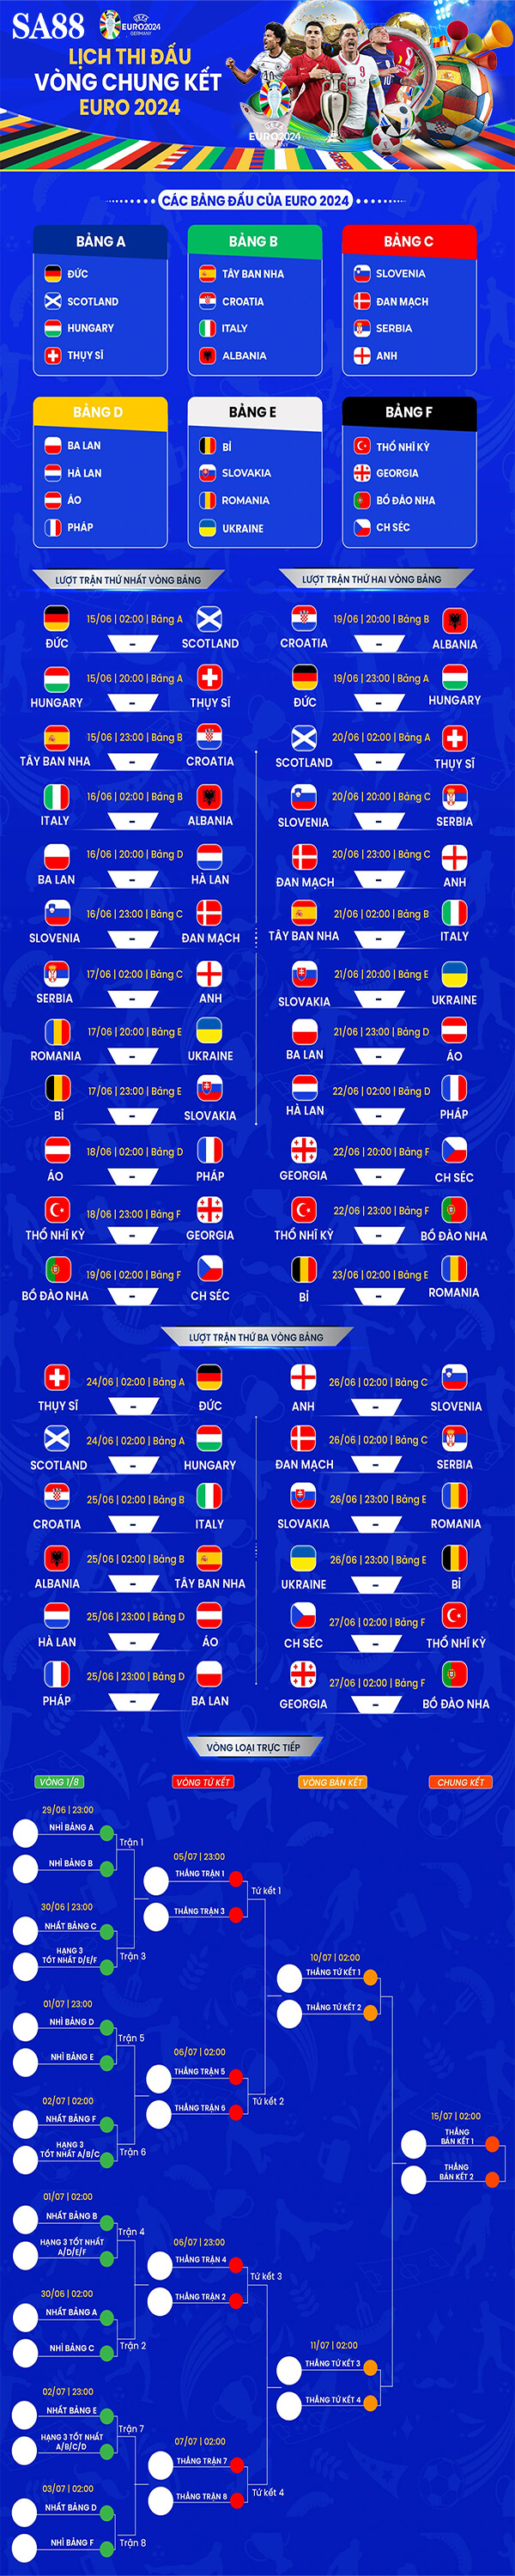 SA88
EURO2024
GERMANY
LỊCH THI ĐẤU
VÒNG CHUNG KẾT
EURO 2024
EURO2024
CÁC BẢNG ĐẤU CỦA EURO 2024
BẢNG A
ĐỨC
SCOTLAND
HUNGARY
THỤY SĨ
BẢNG B
TÂY BAN NHA
CROATIA
ITALY
ALBANIA
BẢNG C
SLOVENIA
ĐAN MẠCH
SERBIA
ANH
BẢNG D
BA LAN
HÀ LAN
ÁO
PHÁP
BẢNG E
BỈ
SLOVAKIA
ROMANIA
UKRAINE
BẢNG F
THỔ NHĨ KỲ
GEORGIA
BỒ ĐÀO NHA
CH SÉC
LƯỢT TRẬN THỨ NHẤT VÒNG BẢNG
15/06 | 02:00 | Bảng A
ĐỨC - SCOTLAND
15/06 | 20:00 | Bảng A
HUNGARY - THỤY SĨ
15/06 | 23:00 | Bảng B
TÂY BAN NHA - CROATIA
16/06 | 02:00 | Bảng B
ITALY - ALBANIA
16/06 | 20:00 | Bảng D
BA LAN - HÀ LAN
16/06 | 23:00 | Bảng C
SLOVENIA - ĐAN MẠCH
17/06 | 02:00 | Bảng C
SERBIA - ANH
17/06 | 20:00 | Bảng E
ROMANIA - UKRAINE
17/06 | 23:00 | Bảng E
BỈ - SLOVAKIA
18/06 | 02:00 | Bảng D
ÁO - PHÁP
18/06 | 23:00 | Bảng F
THỔ NHĨ KỲ - GEORGIA
19/06 | 02:00 | Bảng F
BỒ ĐÀO NHA - CH SÉC
LƯỢT TRẬN THỨ HAI VÒNG BẢNG
19/06 | 20:00 | Bảng B
CROATIA - ALBANIA
19/06 | 23:00 | Bảng A
ĐỨC - HUNGARY
20/06 | 02:00 | Bảng A
SCOTLAND - THỤY SĨ
20/06 | 20:00 | Bảng C
SLOVENIA - SERBIA
20/06 | 23:00 | Bảng C
ĐAN MẠCH - ANH
21/06 | 02:00 | Bảng B
TÂY BAN NHA - ITALY
21/06 | 20:00 | Bảng E
SLOVAKIA - UKRAINE
21/06 | 23:00 | Bảng D
BA LAN - ÁO
22/06 | 02:00 | Bảng D
HÀ LAN - PHÁP
22/06 | 20:00 | Bảng F
GEORGIA - CH SÉC
22/06 | 23:00 | Bảng F
THỔ NHĨ KỲ - BỒ ĐÀO NHA
23/06 | 02:00 | Bảng E
BỈ - ROMANIA
LƯỢT TRẬN THỨ BA VÒNG BẢNG
24/06 | 02:00 | Bảng A
THỤY SĨ - ĐỨC
24/06 | 02:00 | Bảng A
SCOTLAND - HUNGARY
25/06 | 02:00 | Bảng B
CROATIA - ITALY
25/06 | 02:00 | Bảng B
ALBANIA - TÂY BAN NHA
25/06 | 23:00 | Bảng D
HÀ LAN - ÁO
25/06 | 23:00 | Bảng D
PHÁP - BA LAN
26/06 | 02:00 | Bảng C
ANH - SLOVENIA
26/06 | 02:00 | Bảng C
ĐAN MẠCH - SERBIA
26/06 | 23:00 | Bảng E
SLOVAKIA - ROMANIA
26/06 | 23:00 | Bảng E
UKRAINE - BỈ
27/06 | 02:00 | Bảng F
CH SÉC - THỔ NHĨ KỲ
27/06 | 02:00 | Bảng F
GEORGIA - BỒ ĐÀO NHA
VÒNG LOẠI TRỰC TIẾP
VÒNG 1/8
VÒNG TỨ KẾT
VÒNG BÁN KẾT
CHUNG KẾT
29/06 | 23:00
NHÌ BẢNG A
Trận 1
NHÌ BẢNG B
30/06 | 23:00
NHẤT BẢNG C
Trận 3
HẠNG 3
TỐT NHẤT D/E/F
01/07 | 23:00
NHÌ BẢNG D
Trận 5
NHÌ BẢNG E
02/07 | 02:00
NHẤT BẢNG F
Trận 6
HẠNG 3
TỐT NHẤT A/B/C
01/07 | 02:00
NHẤT BẢNG B
Trận 4
HẠNG 3 TỐT NHẤT
A/D/E/F
30/06 | 02:00
NHẤT BẢNG A
Trận 2
NHÌ BẢNG C
02/07 | 23:00
NHẤT BẢNG E
Trận 7
HẠNG 3 TỐT NHẤT
A/B/C/D
03/07 | 02:00
NHẤT BẢNG D
Trận 8
NHÌ BẢNG F
05/07 | 23:00
THẮNG TRẬN 1
Tứ kết 1
THẮNG TRẬN 3
06/07 | 02:00
THẮNG TRẬN 5
Tứ kết 2
THẮNG TRẬN 6
06/07 | 23:00
THẮNG TRẬN 4
Tứ kết 3
THẮNG TRẬN 2
07/07 | 02:00
THẮNG TRẬN 7
Tứ kết 4
THẮNG TRẬN 8
10/07 | 02:00
THẮNG TỨ KẾT 1
THẮNG TỨ KẾT 2
11/07 | 02:00
THẮNG TỨ KẾT 3
THẮNG TỨ KẾT 4
15/07 | 02:00
THẮNG
BÁN KẾT 1
THẮNG
BÁN KẾT 2